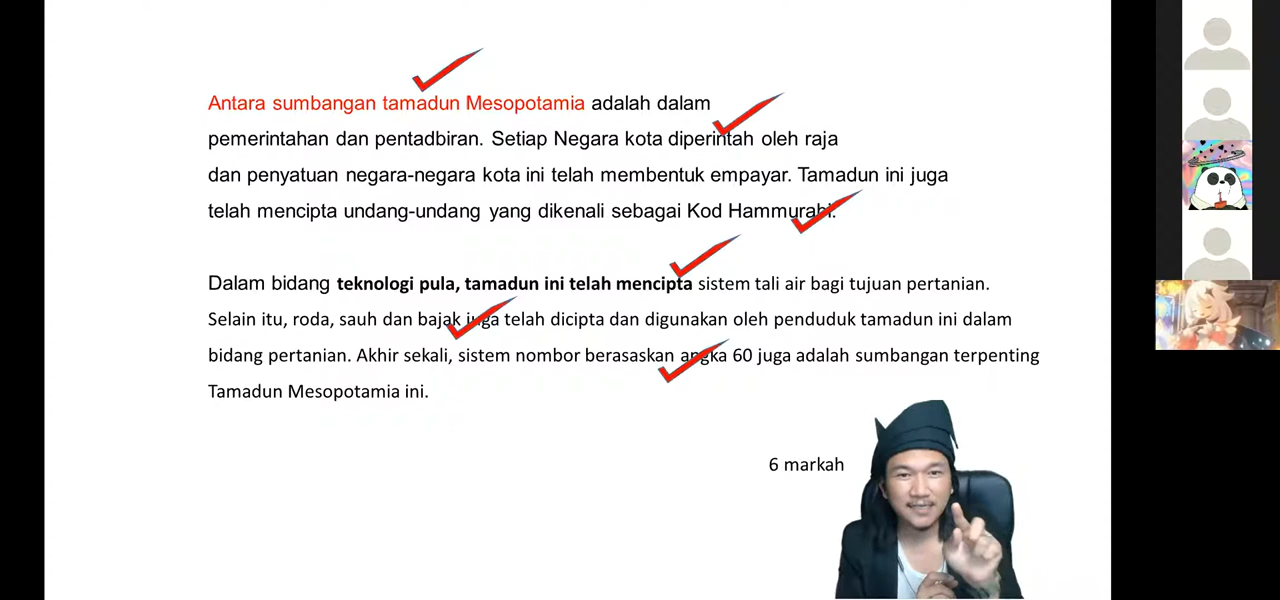 Antara sumbangan tamadun Mesopotamia adalah dalam
pemerintahan dan pentadbiran. Setiap Negara kota diperintah oleh raja
dan penyatuan negara-negara kota ini telah membentuk empayar. Tamadun ini juga
telah mencipta undang-undang yang dikenali sebagai Kod Hammurabi.
Dalam bidang teknologi pula, tamadun ini telah mencipta sistem tali air bagi tujuan pertanian.
Selain itu, roda, sauh dan bajak juga telah dicipta dan digunakan oleh penduduk tamadun ini dalam
bidang pertanian. Akhir sekali, sistem nombor berasaskan angka 60 juga adalah sumbangan terpenting
Tamadun Mesopotamia ini.
6 markah